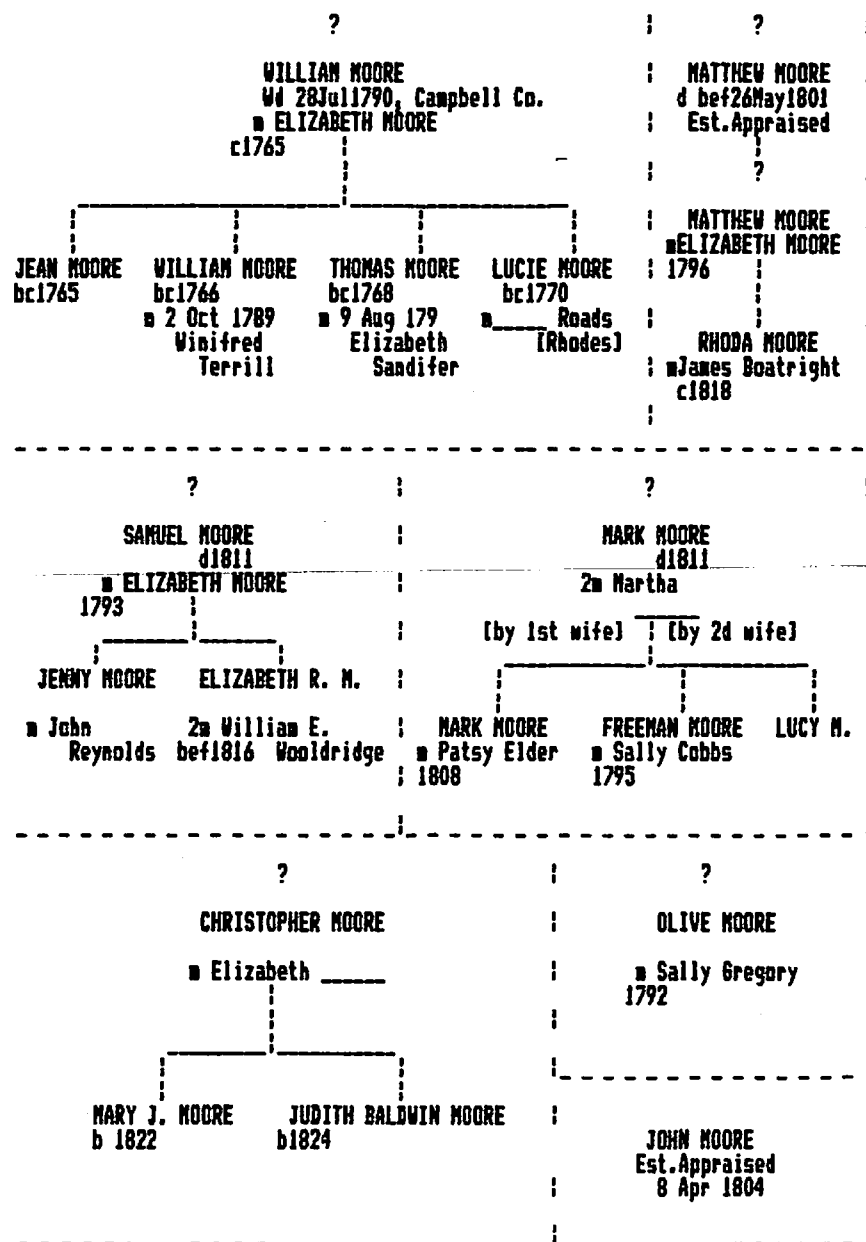 ?
WILLIAM MOORE
Wd 28Jul1790, Campbell Co.
m ELIZABETH MOORE
c1765
JEAN MOORE
bc1765
WILLIAM MOORE
bc1766
m 2 Oct 1789
Winifred
Terrill
THOMAS MOORE
bc1768
m 9 Aug 179
Elizabeth
Sandifer
LUCIE MOORE
bc1770
m_____ Roads
[Rhodes]
?
MATTHEW MOORE
d bef26May1801
Est.Appraised
?
MATTHEW MOORE
mELIZABETH MOORE
1796
RHODA MOORE
mJames Boatright
c1818
?
SAMUEL MOORE
d1811
m ELIZABETH MOORE
1793
JENNY MOORE
m John
Reynolds
ELIZABETH R. M.
2m William E.
bef1816 Wooldridge
?
MARK MOORE
d1811
2m Martha
[by 1st wife] [by 2d wife]
MARK MOORE
m Patsy Elder
1808
FREEMAN MOORE
m Sally Cobbs
1795
LUCY M.
?
CHRISTOPHER MOORE
m Elizabeth ______
MARY J. MOORE
b 1822
JUDITH BALDWIN MOORE
b1824
?
OLIVE MOORE
m Sally Gregory
1792
JOHN MOORE
Est.Appraised
8 Apr 1804